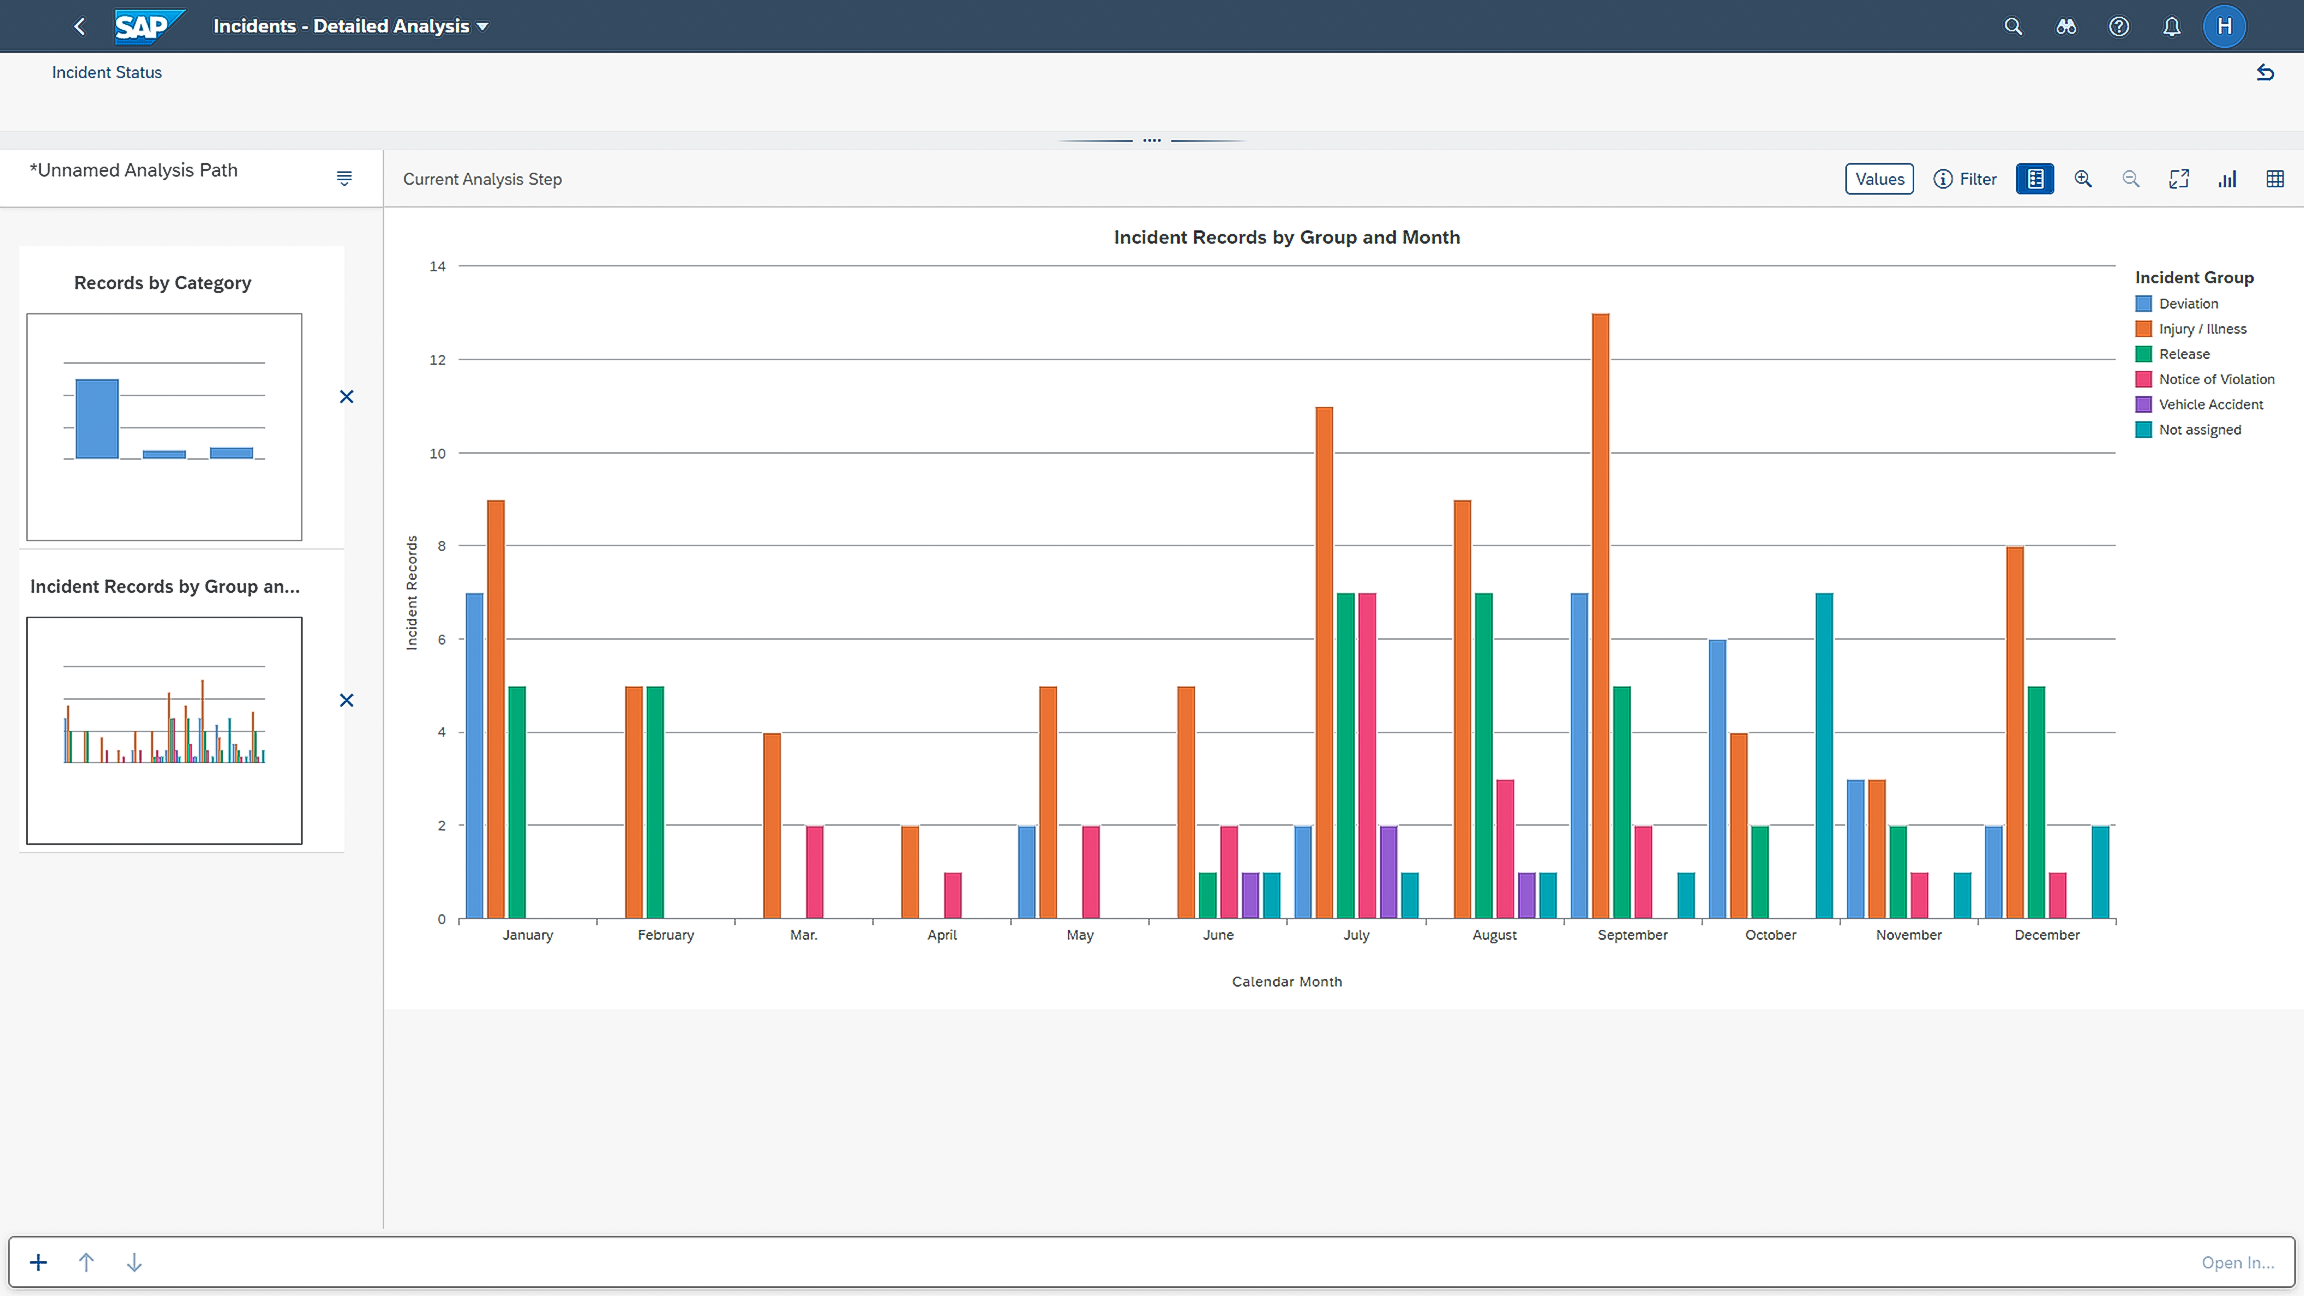 SAP
Incidents - Detailed Analysis
H
Incident Status
*Unnamed Analysis Path
Current Analysis Step
Values
Filter
Records by Category
Incident Records by Group an...
Incident Records by Group and Month
14
12
10
8
6
4
2
0
Incident Records
January
February
Mar.
April
May
June
July
August
September
October
November
December
Calendar Month
Incident Group
Deviation
Injury / Illness
Release
Notice of Violation
Vehicle Accident
Not assigned
Open In...